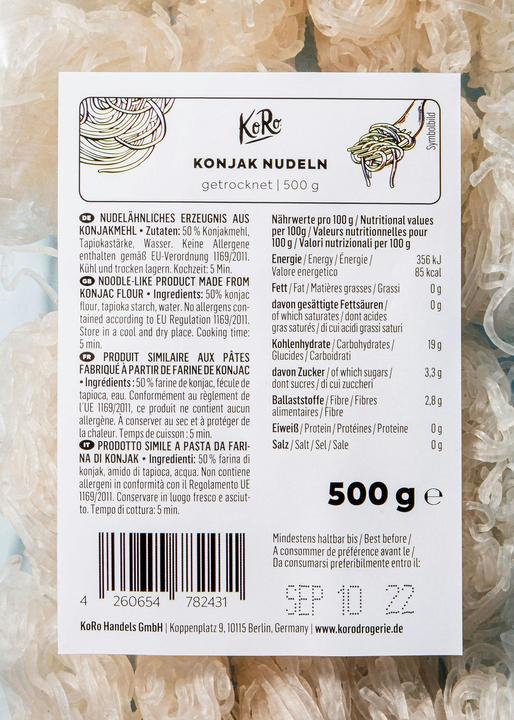 KoRo
Symbolbild
KONJAK NUDELN
getrocknet | 500 g
DE NUDELÄHNLICHES ERZEUGNIS AUS
KONJAKMEHL • Zutaten: 50 % Konjakmehl,
Tapiokastärke, Wasser. Keine Allergene
enthalten gemäß EU-Verordnung 1169/2011.
Kühl und trocken lagern. Kochzeit: 5 Min.
GB NOODLE-LIKE PRODUCT MADE FROM
KONJAC FLOUR • Ingredients: 50% konjac
flour, tapioka starch, water. No allergens con-
tained according to EU Regulation 1169/2011.
Store in a cool and dry place. Cooking time:
5 min.
FR PRODUIT SIMILAIRE AUX PÂTES
FABRIQUÉ À PARTIR DE FARINE DE KONJAC
• Ingrédients : 50 % farine de konjac, fécule de
tapioca, eau. Conformément au règlement de
l'UE 1169/2011, ce produit ne contient aucun
allergène. À conserver au sec et à protéger de
la chaleur. Temps de cuisson : 5 min.
IT PRODOTTO SIMILE A PASTA DA FARI-
NA DI KONJAK • Ingredienti: 50% farina di
konjak, amido di tapioca, acqua. Non contiene
allergeni in conformità con il Regolamento UE
1169/2011. Conservare in luogo fresco e asciut-
to. Tempo di cottura: 5 min.
Nährwerte pro 100 g / Nutritional values
per 100g / Valeurs nutritionnelles pour
100 g / Valori nutrizionali per 100 g
Energie / Energy / Énergie / 356 kJ
Valore energetico 85 kcal
Fett / Fat / Matières grasses / Grassi 0 g
davon gesättigte Fettsäuren / 0 g
of which saturates / dont acides
gras saturés / di cui acidi grassi saturi
Kohlenhydrate / Carbohydrates / 19 g
Glucides / Carboidrati
davon Zucker / of which sugars / 3,3 g
dont sucres / di cui zuccheri
Ballaststoffe / Fibre / Fibres 2,8 g
alimentaires / Fibre
Eiweiß / Protein / Protéines / Proteine 0 g
Salz / Salt / Sel / Sale 0 g
500 g ℮
Mindestens haltbar bis / Best before /
A consommer de préférence avant le /
Da consumarsi preferibilmente entro il:
SEP 10 22
4 260654 782431
KoRo Handels GmbH | Koppenplatz 9, 10115 Berlin, Germany | www.korodrogerie.de